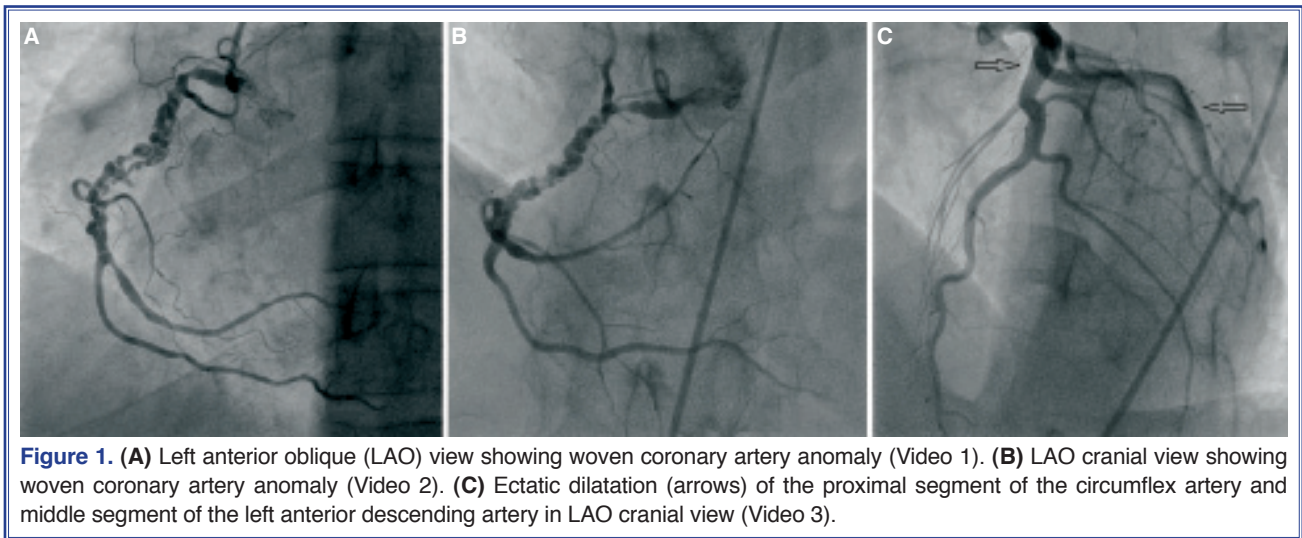 A
B
C
Figure 1. (A) Left anterior oblique (LAO) view showing woven coronary artery anomaly (Video 1). (B) LAO cranial view showing
woven coronary artery anomaly (Video 2). (C) Ectatic dilatation (arrows) of the proximal segment of the circumflex artery and
middle segment of the left anterior descending artery in LAO cranial view (Video 3).